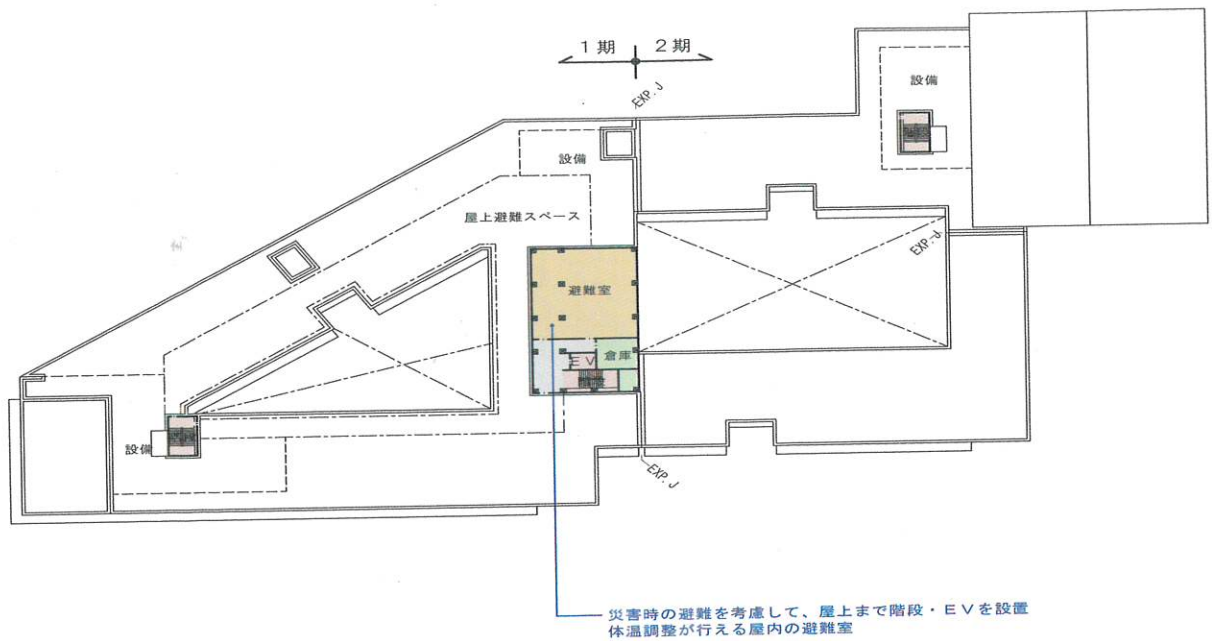 1期 2期
EXP.J
設備
設備
屋上避難スペース
EXP.J
避難室
EV
倉庫
階段
設備
EXP.J
災害時の避難を考慮して、屋上まで階段・EVを設置
体温調整が行える屋内の避難室